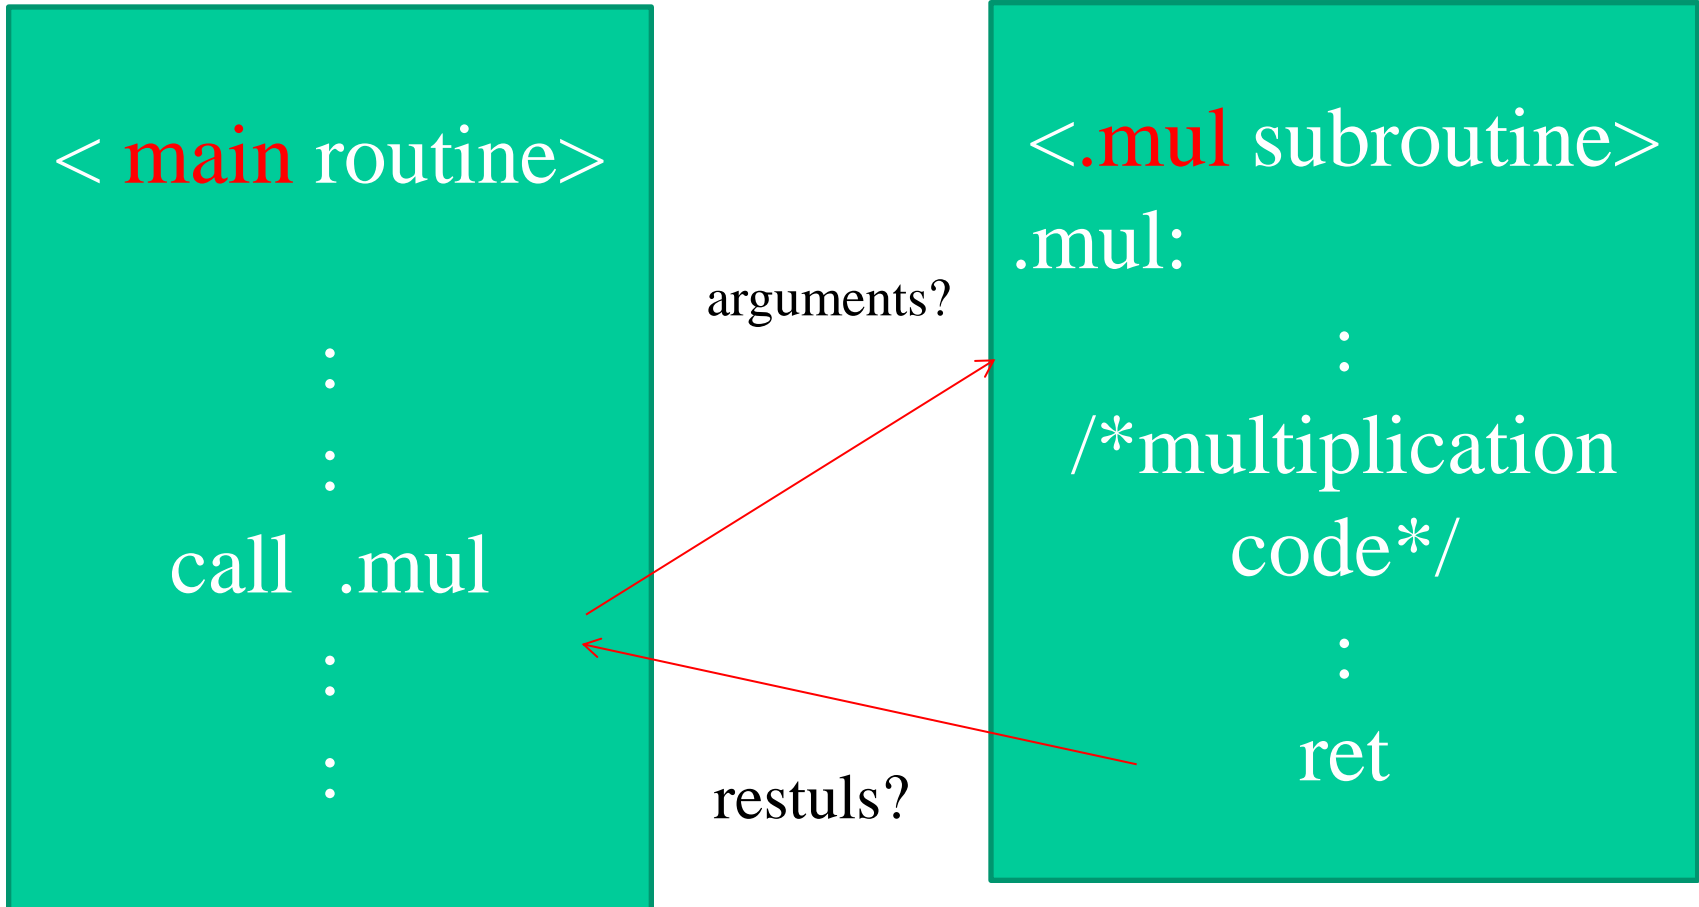 < main routine>
:
:
call .mul
:
:
arguments?
restuls?
<.mul subroutine>
.mul:
:
/*multiplication
code*/
:
ret